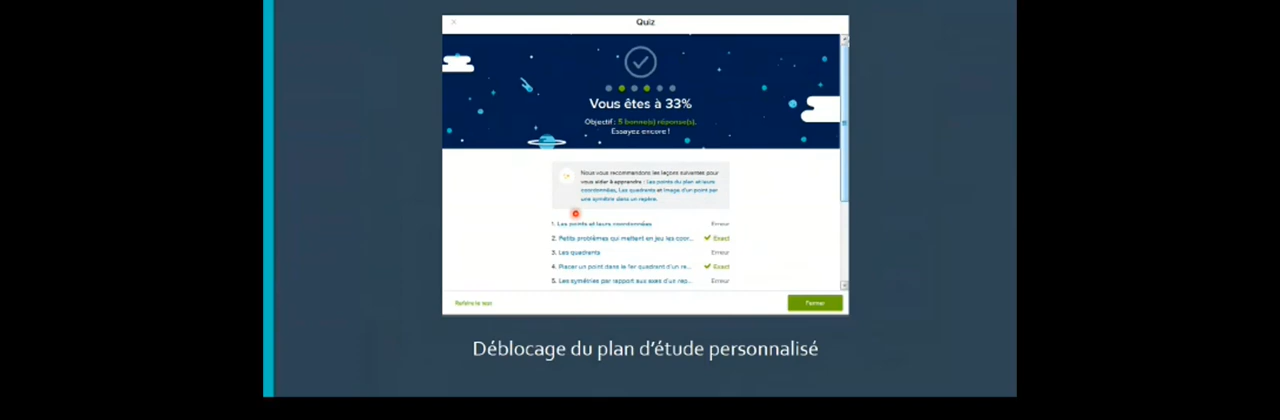 Quiz
Vous êtes à 33%
Objectif : 5 bonne(s) réponse(s).
Essayez encore !
Nous vous recommandons les leçons suivantes pour
vous aider à apprendre : Les points du plan et leurs
coordonnées, Les quadrants et Image d'un point par
une symétrie dans un repère.
1. Les points et leurs coordonnées Erreur
2. Petits problèmes qui mettent en jeu les coor... Exact
3. Les quadrants Erreur
4. Placer un point dans le 1er quadrant d'un re... Exact
5. Les symétries par rapport aux axes d'un rep... Erreur
Refaire le test Fermer
Déblocage du plan d'étude personnalisé